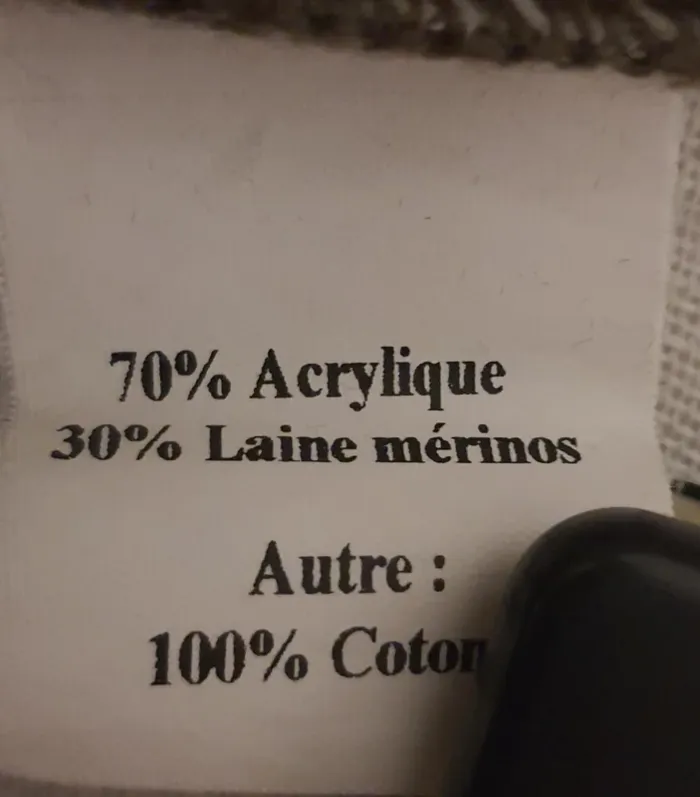 70% Acrylique
30% Laine mérinos
Autre :
100% Coton